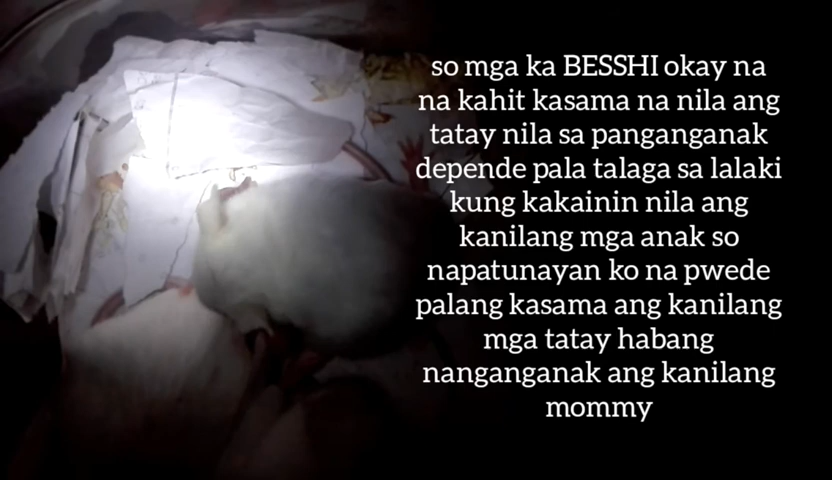 so mga ka BESSHI okay na
na kahit kasama na nila ang
tatay nila sa panganganak
depende pala talaga sa lalaki
kung kakainin nila ang
kanilang mga anak so
napatunayan ko na pwede
palang kasama ang kanilang
mga tatay habang
nanganganak ang kanilang
mommy